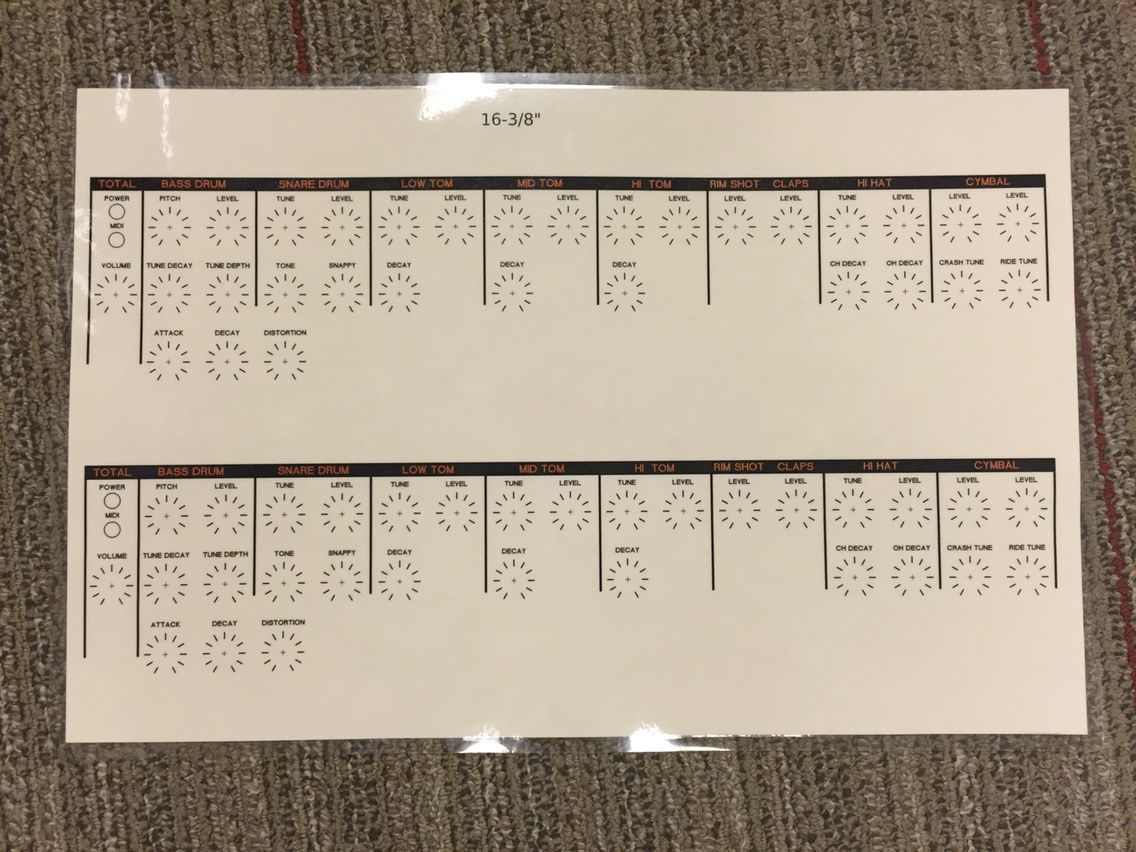 16-3/8"
TOTAL BASS DRUM SNARE DRUM LOW TOM MID TOM HI TOM RIM SHOT CLAPS HI HAT CYMBAL
POWER PITCH LEVEL TUNE LEVEL TUNE LEVEL TUNE LEVEL TUNE LEVEL LEVEL LEVEL TUNE LEVEL LEVEL LEVEL
MIDI
VOLUME TUNE DECAY TUNE DEPTH TONE SNAPPY DECAY DECAY DECAY CH DECAY OH DECAY CRASH TUNE RIDE TUNE
ATTACK DECAY DISTORTION
TOTAL BASS DRUM SNARE DRUM LOW TOM MID TOM HI TOM RIM SHOT CLAPS HI HAT CYMBAL
POWER PITCH LEVEL TUNE LEVEL TUNE LEVEL TUNE LEVEL TUNE LEVEL LEVEL LEVEL TUNE LEVEL LEVEL LEVEL
MIDI
VOLUME TUNE DECAY TUNE DEPTH TONE SNAPPY DECAY DECAY DECAY CH DECAY OH DECAY CRASH TUNE RIDE TUNE
ATTACK DECAY DISTORTION